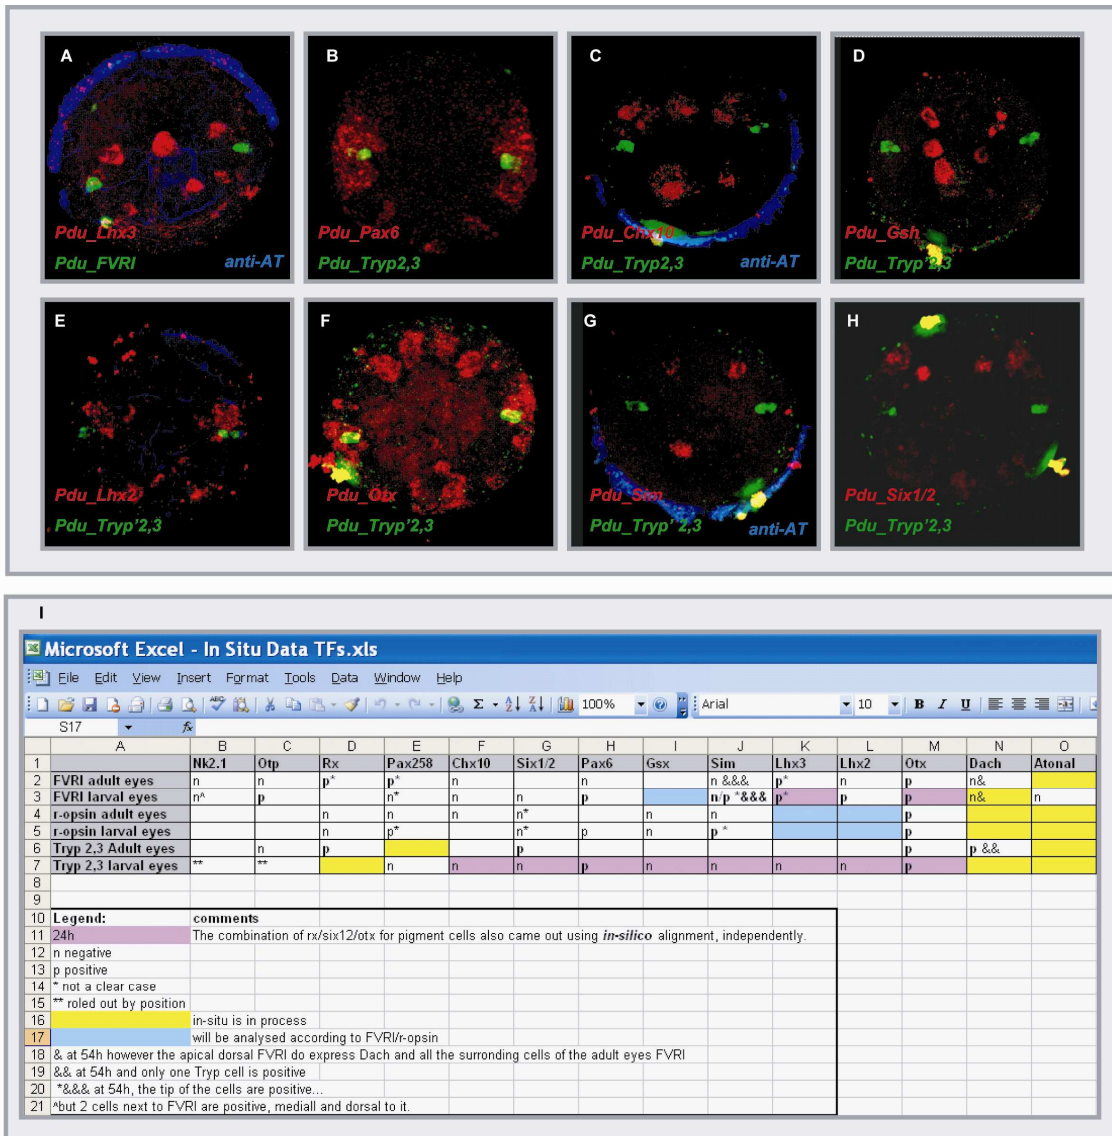 A
Pdu_Lhx3
Pdu_FVRI anti-AT
B
Pdu_Pax6
Pdu_Tryp2,3
C
Pdu_Chx10
Pdu_Tryp2,3 anti-AT
D
Pdu_Gsh
Pdu_Tryp'2,3
E
Pdu_Lhx2
Pdu_Tryp'2,3
F
Pdu_Otx
Pdu_Tryp'2,3
G
Pdu_Sim
Pdu_Tryp'2,3 anti-AT
H
Pdu_Six1/2
Pdu_Tryp'2,3
I
Microsoft Excel - In Situ Data TFs.xls
File Edit View Insert Format Tools Data Window Help
100% Arial 10 B I U
S17 fx
A B C D E F G H I J K L M N O
1 Nk2.1 Otp Rx Pax258 Chx10 Six1/2 Pax6 Gsx Sim Lhx3 Lhx2 Otx Dach Atonal
2 FVRI adult eyes n n p* p* n n n &&& p* n p n&
3 FVRI larval eyes n^ p n* n n p n/p *&&& p* p p n& n
4 r-opsin adult eyes n n n n* n n p
5 r-opsin larval eyes n p* n* p n p * p
6 Tryp 2,3 Adult eyes n p p p p &&
7 Tryp 2,3 larval eyes ** ** n n n p n n n n p
8
9
10 Legend: comments
11 24h The combination of rx/six12/otx for pigment cells also came out using in-silico alignment, independently.
12 n negative
13 p positive
14 * not a clear case
15 ** roled out by position
16 in-situ is in process
17 will be analysed according to FVRI/r-opsin
18 & at 54h however the apical dorsal FVRI do express Dach and all the surronding cells of the adult eyes FVRI
19 && at 54h and only one Tryp cell is positive
20 *&&& at 54h, the tip of the cells are positive...
21 ^but 2 cells next to FVRI are positive, mediall and dorsal to it.